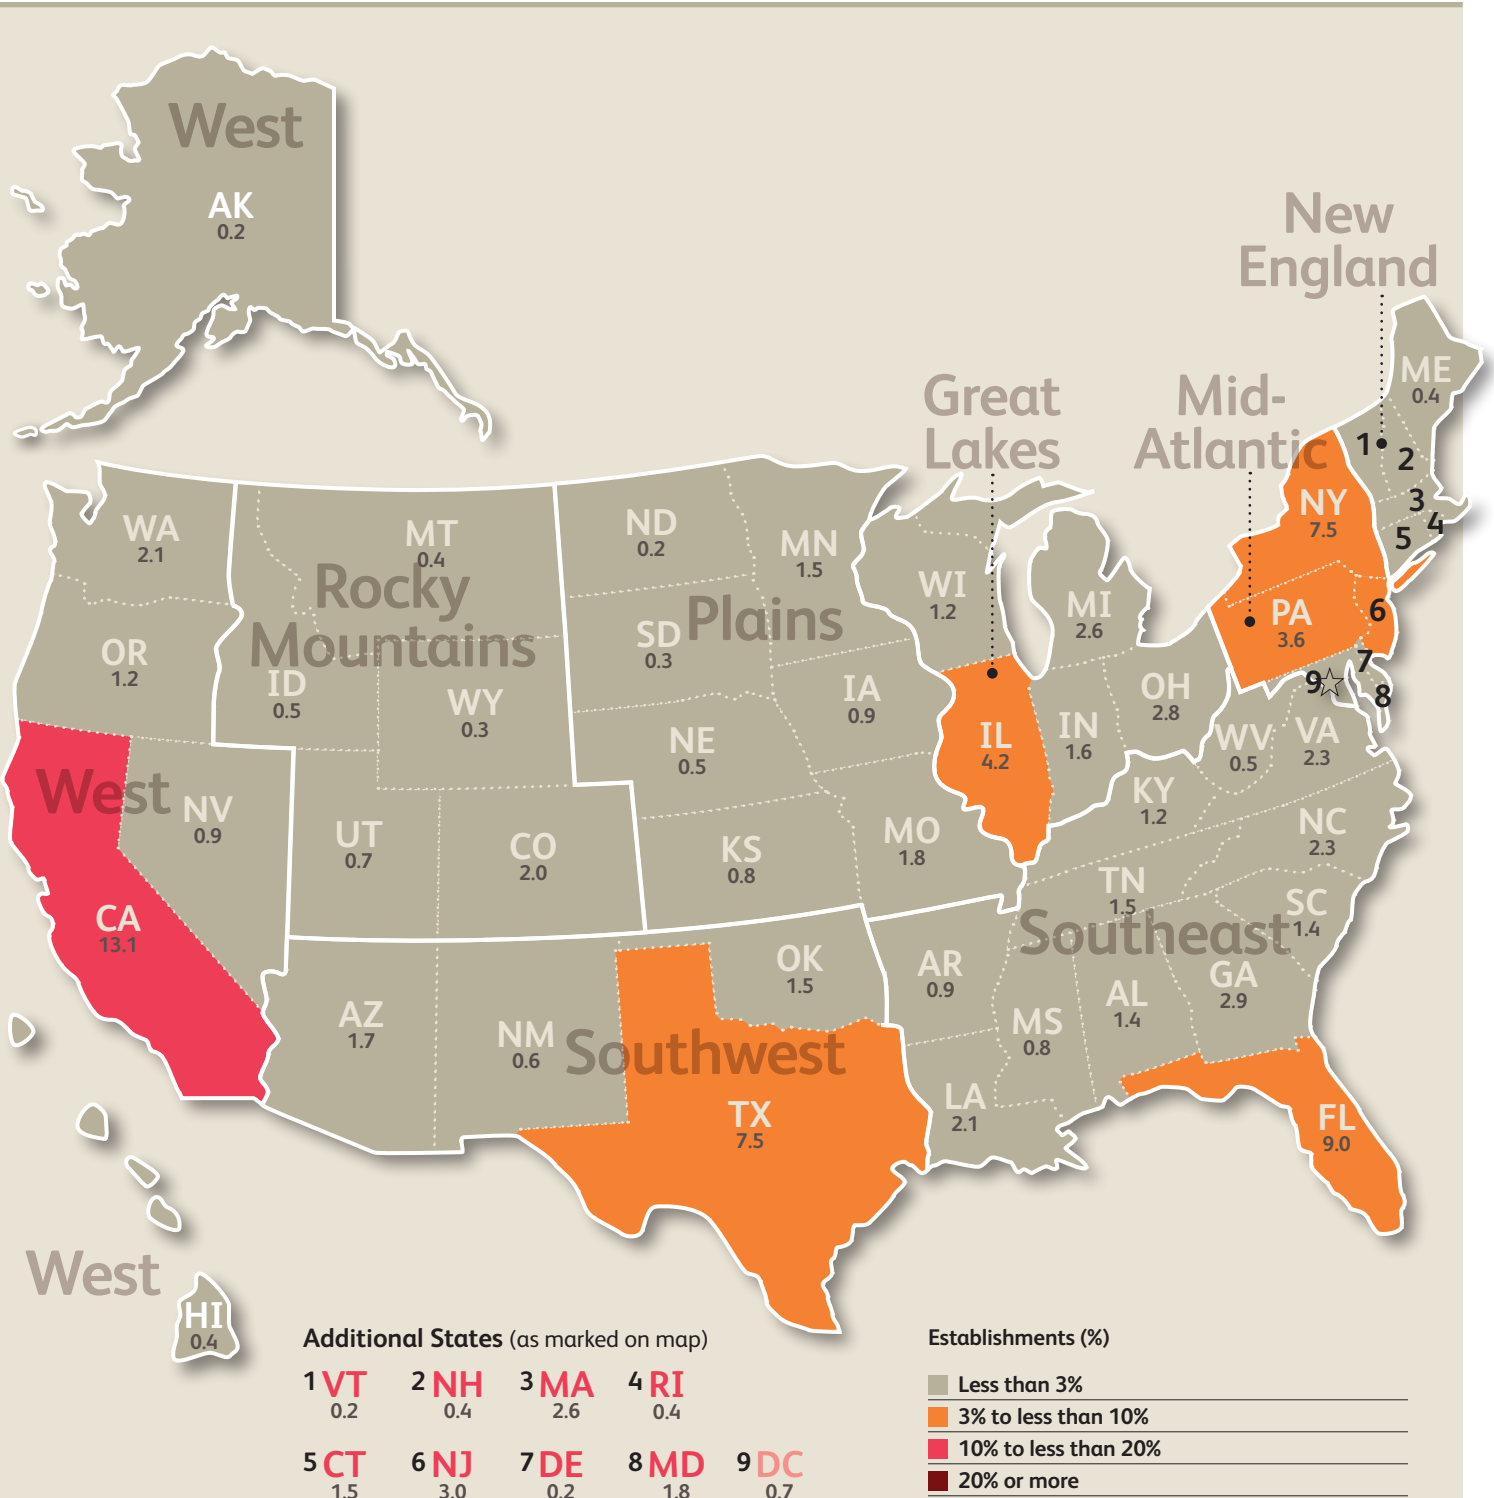 West
AK
0.2
New
England
ME
0.4
Great
Lakes
Mid-
Atlantic
1
2
3
4
5
NY
7.5
WA
2.1
MT
0.4
ND
0.2
MN
1.5
Rocky
Mountains
Plains
WI
1.2
MI
2.6
PA
3.6
6
7
8
9
OR
1.2
ID
0.5
WY
0.3
SD
0.3
IA
0.9
NE
0.5
IL
4.2
IN
1.6
OH
2.8
WV
0.5
VA
2.3
West
NV
0.9
UT
0.7
CO
2.0
KS
0.8
MO
1.8
KY
1.2
NC
2.3
TN
1.5
SC
1.4
Southeast
CA
13.1
AZ
1.7
NM
0.6
OK
1.5
AR
0.9
MS
0.8
AL
1.4
GA
2.9
Southwest
TX
7.5
LA
2.1
FL
9.0
West
HI
0.4
Additional States (as marked on map)
1 VT 2 NH 3 MA 4 RI
0.2 0.4 2.6 0.4
5 CT 6 NJ 7 DE 8 MD 9 DC
1.5 3.0 0.2 1.8 0.7
Establishments (%)
Less than 3%
3% to less than 10%
10% to less than 20%
20% or more